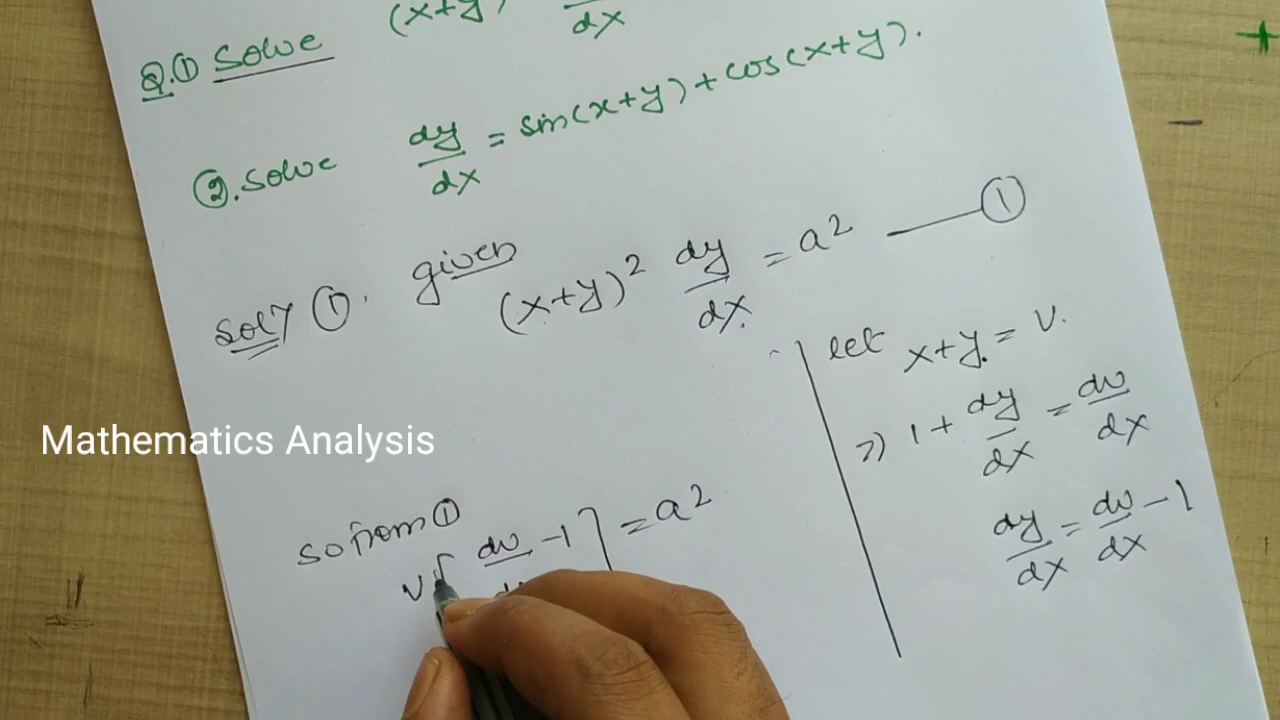 Q.① Solve (x+y) dx
②. Solve dy/dx = sin(x+y)+cos(x+y).
Solⁿ ①. given (x+y)² dy/dx = a² — ①
let x+y = v.
⇒) 1 + dy/dx = dv/dx
dy/dx = dv/dx - 1
Mathematics Analysis
so from ①
v[dv - 1] = a²